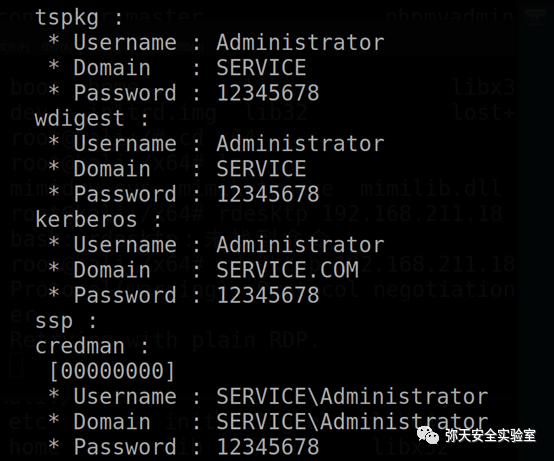 tspkg :
* Username : Administrator
* Domain   : SERVICE
* Password : 12345678
wdigest :
* Username : Administrator
* Domain   : SERVICE
* Password : 12345678
kerberos :
* Username : Administrator
* Domain   : SERVICE.COM
* Password : 12345678
ssp :
credman :
[00000000]
* Username : SERVICE\Administrator
* Domain   : SERVICE\Administrator
* Password : 12345678
弥天安全实验室